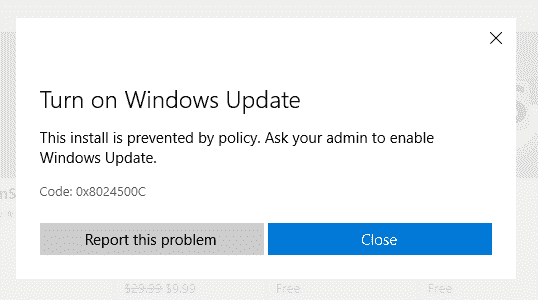 Turn on Windows Update
This install is prevented by policy. Ask your admin to enable
Windows Update.
Code: 0x8024500C
Report this problem
Close
$29.99 $9.99
Free
Free